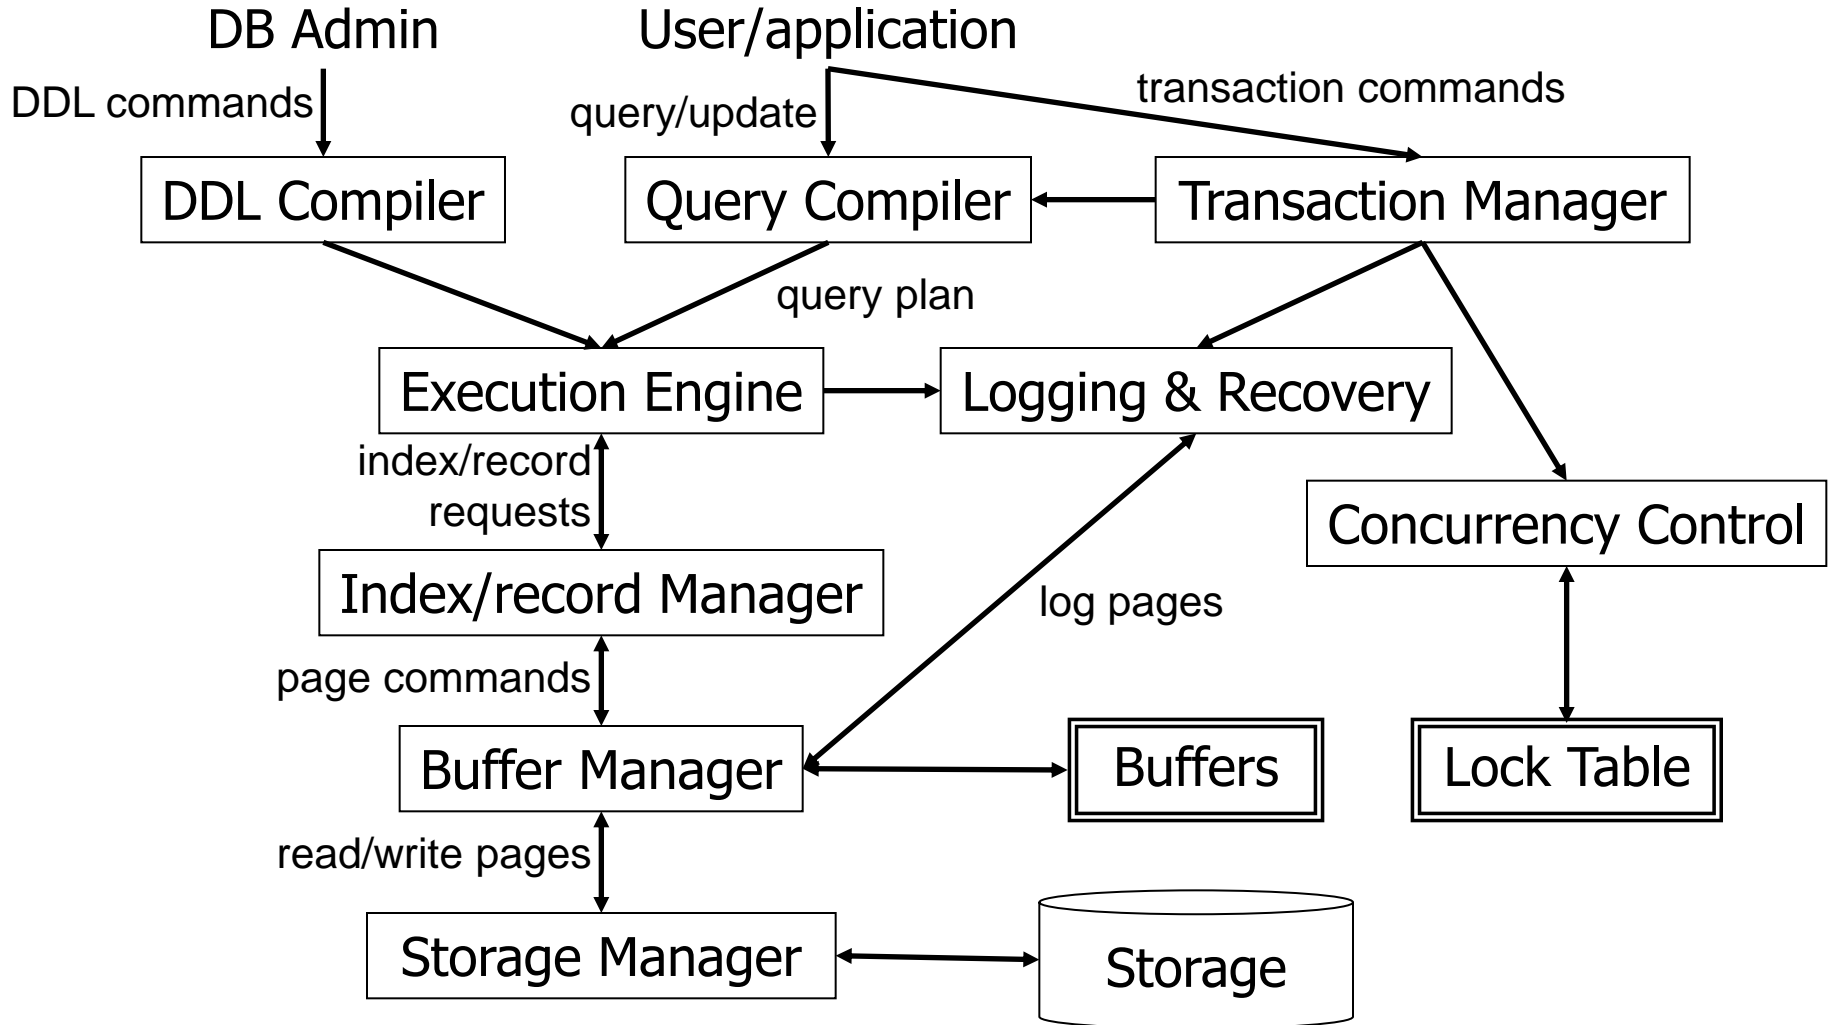 DB Admin
User/application
DDL commands
query/update
transaction commands
DDL Compiler
Query Compiler
Transaction Manager
query plan
Execution Engine
Logging & Recovery
index/record
requests
Concurrency Control
Index/record Manager
log pages
page commands
Buffer Manager
Buffers
Lock Table
read/write pages
Storage Manager
Storage